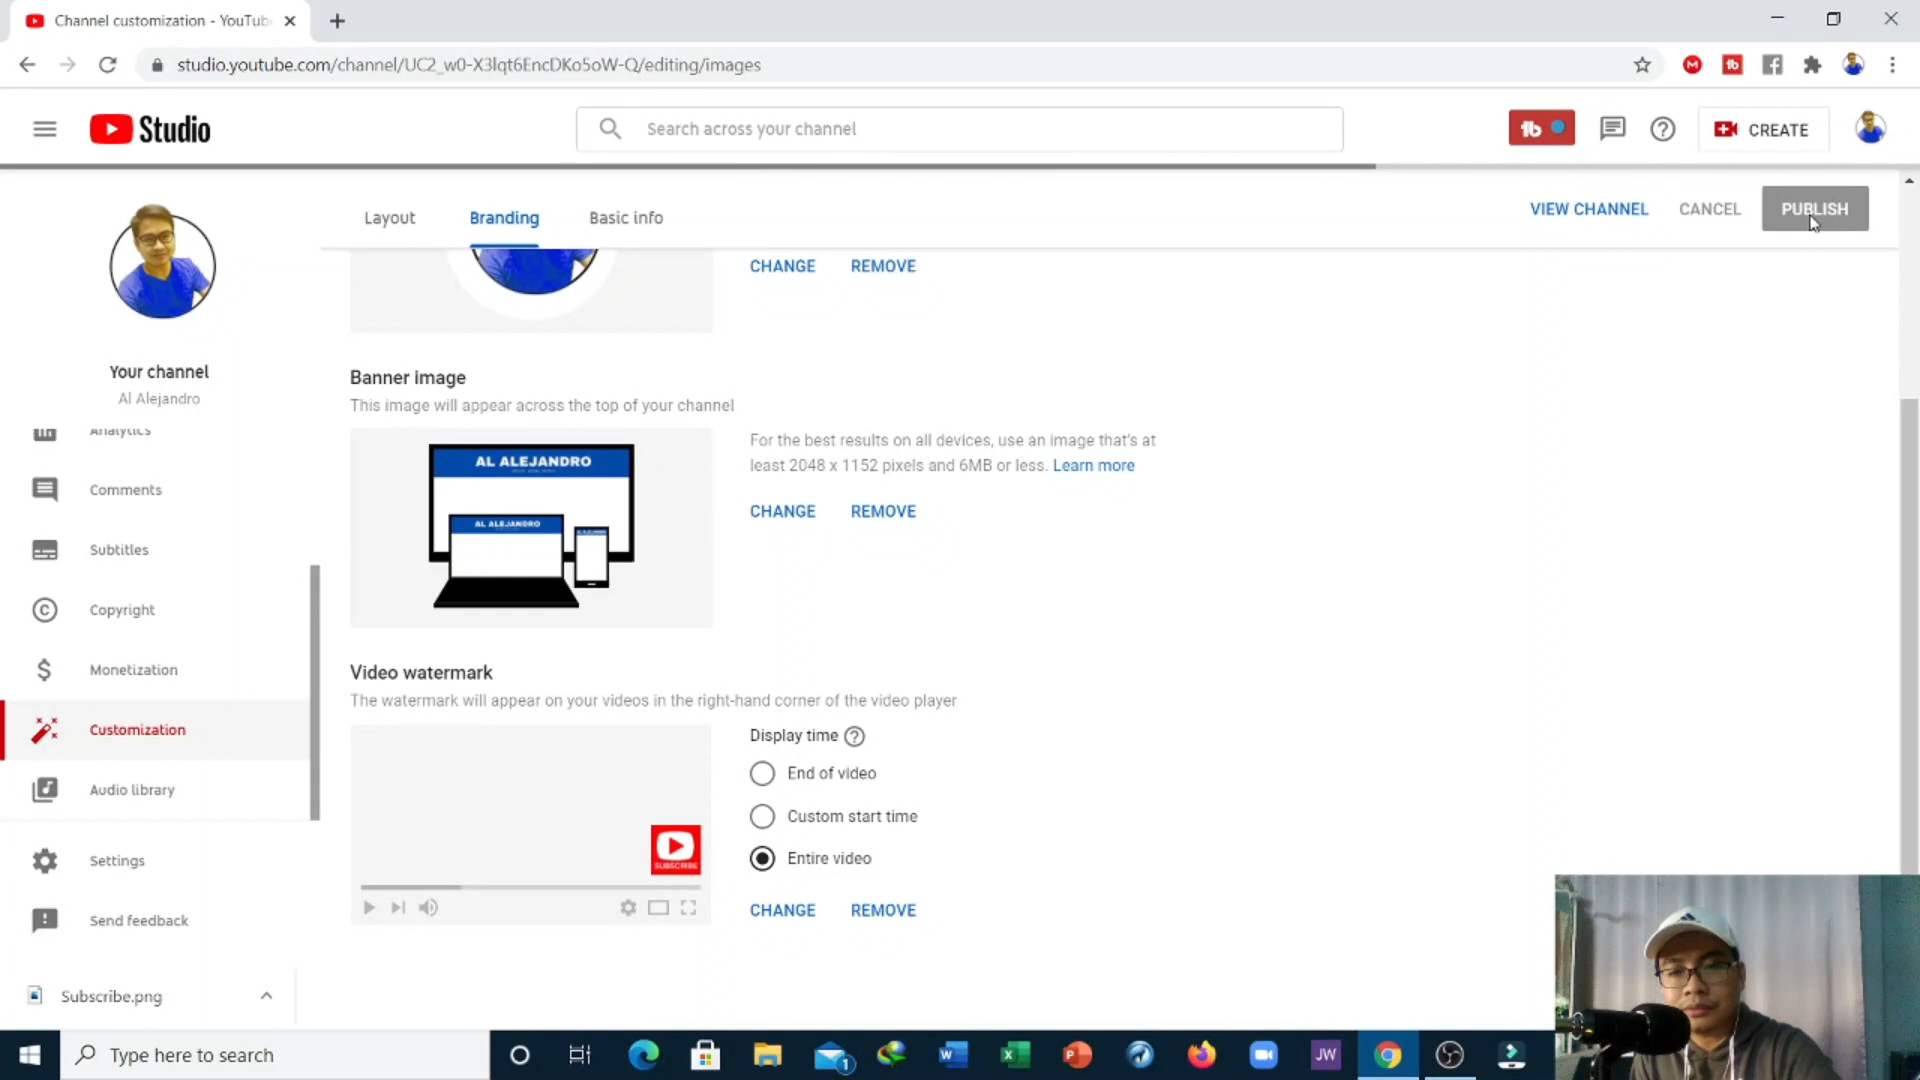 Channel customization - YouTub
studio.youtube.com/channel/UC2_w0-X3lqt6EncDKo5oW-Q/editing/images
Studio
Search across your channel
CREATE
Layout
Branding
Basic info
VIEW CHANNEL
CANCEL
PUBLISH
CHANGE
REMOVE
Your channel
Al Alejandro
Analytics
Comments
Subtitles
Copyright
Monetization
Customization
Audio library
Settings
Send feedback
Banner image
This image will appear across the top of your channel
AL ALEJANDRO
AL ALEJANDRO
For the best results on all devices, use an image that's at
least 2048 x 1152 pixels and 6MB or less. Learn more
CHANGE
REMOVE
Video watermark
The watermark will appear on your videos in the right-hand corner of the video player
SUBSCRIBE
Display time
End of video
Custom start time
Entire video
CHANGE
REMOVE
Subscribe.png
Type here to search
1
JW